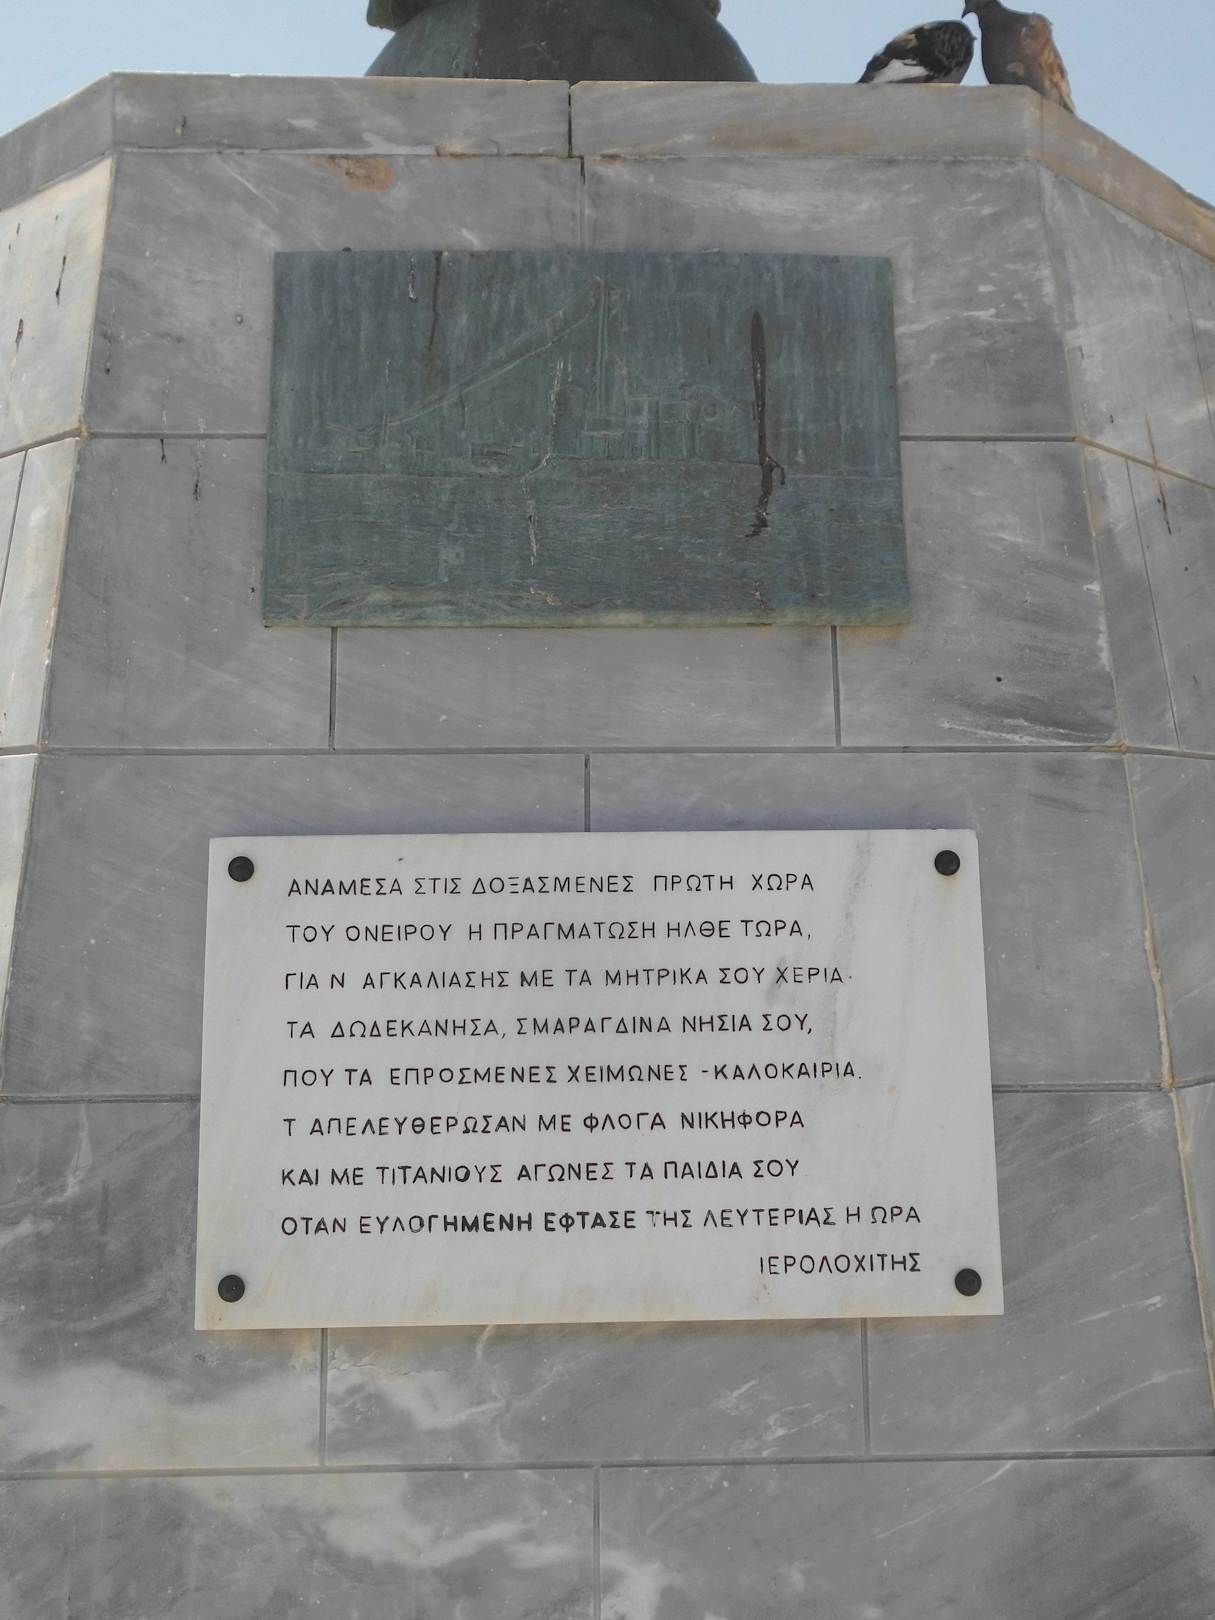 ΑΝΑΜΕΣΑ ΣΤΙΣ ΔΟΞΑΣΜΕΝΕΣ ΠΡΩΤΗ ΧΩΡΑ
ΤΟΥ ΟΝΕΙΡΟΥ Η ΠΡΑΓΜΑΤΩΣΗ ΗΛΘΕ ΤΩΡΑ,
ΓΙΑ Ν ΑΓΚΑΛΙΑΣΗΣ ΜΕ ΤΑ ΜΗΤΡΙΚΑ ΣΟΥ ΧΕΡΙΑ·
ΤΑ ΔΩΔΕΚΑΝΗΣΑ, ΣΜΑΡΑΓΔΙΝΑ ΝΗΣΙΑ ΣΟΥ,
ΠΟΥ ΤΑ ΕΠΡΟΣΜΕΝΕΣ ΧΕΙΜΩΝΕΣ -ΚΑΛΟΚΑΙΡΙΑ.
Τ ΑΠΕΛΕΥΘΕΡΩΣΑΝ ΜΕ ΦΛΟΓΑ ΝΙΚΗΦΟΡΑ
ΚΑΙ ΜΕ ΤΙΤΑΝΙΟΥΣ ΑΓΩΝΕΣ ΤΑ ΠΑΙΔΙΑ ΣΟΥ
ΟΤΑΝ ΕΥΛΟΓΗΜΕΝΗ ΕΦΤΑΣΕ ΤΗΣ ΛΕΥΤΕΡΙΑΣ Η ΩΡΑ
ΙΕΡΟΛΟΧΙΤΗΣ